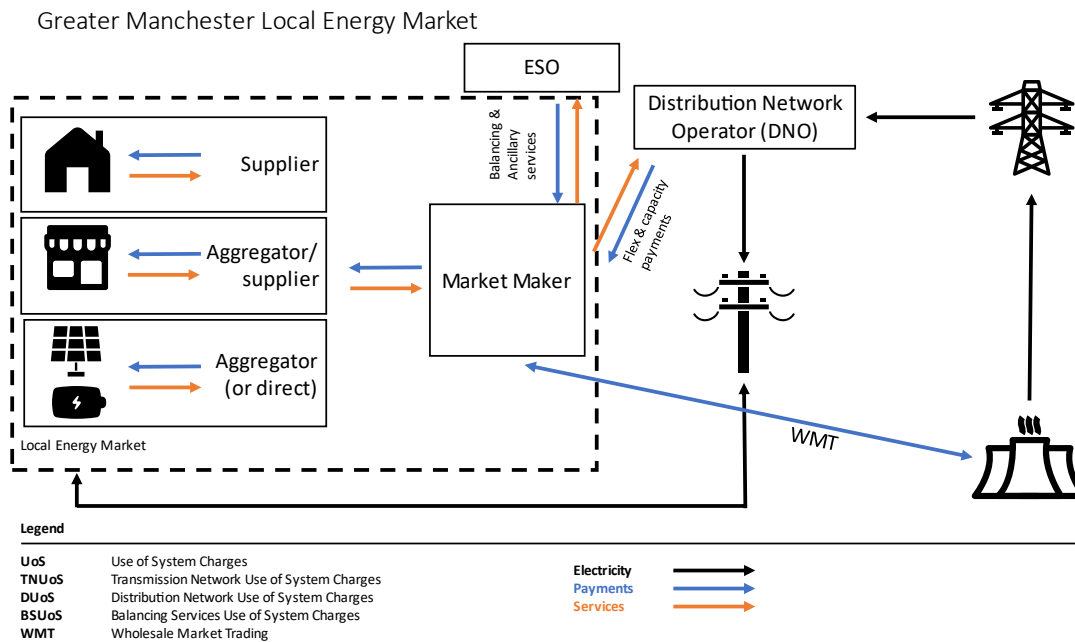 Greater Manchester Local Energy Market
ESO
Distribution Network
Operator (DNO)
Balancing &
Ancillary
services
Supplier
Flex & capacity
payments
Aggregator/
supplier
Market Maker
Aggregator
(or direct)
WMT
Local Energy Market
Legend
UoS Use of System Charges
TNUoS Transmission Network Use of System Charges
DUoS Distribution Network Use of System Charges
BSUoS Balancing Services Use of System Charges
WMT Wholesale Market Trading
Electricity
Payments
Services